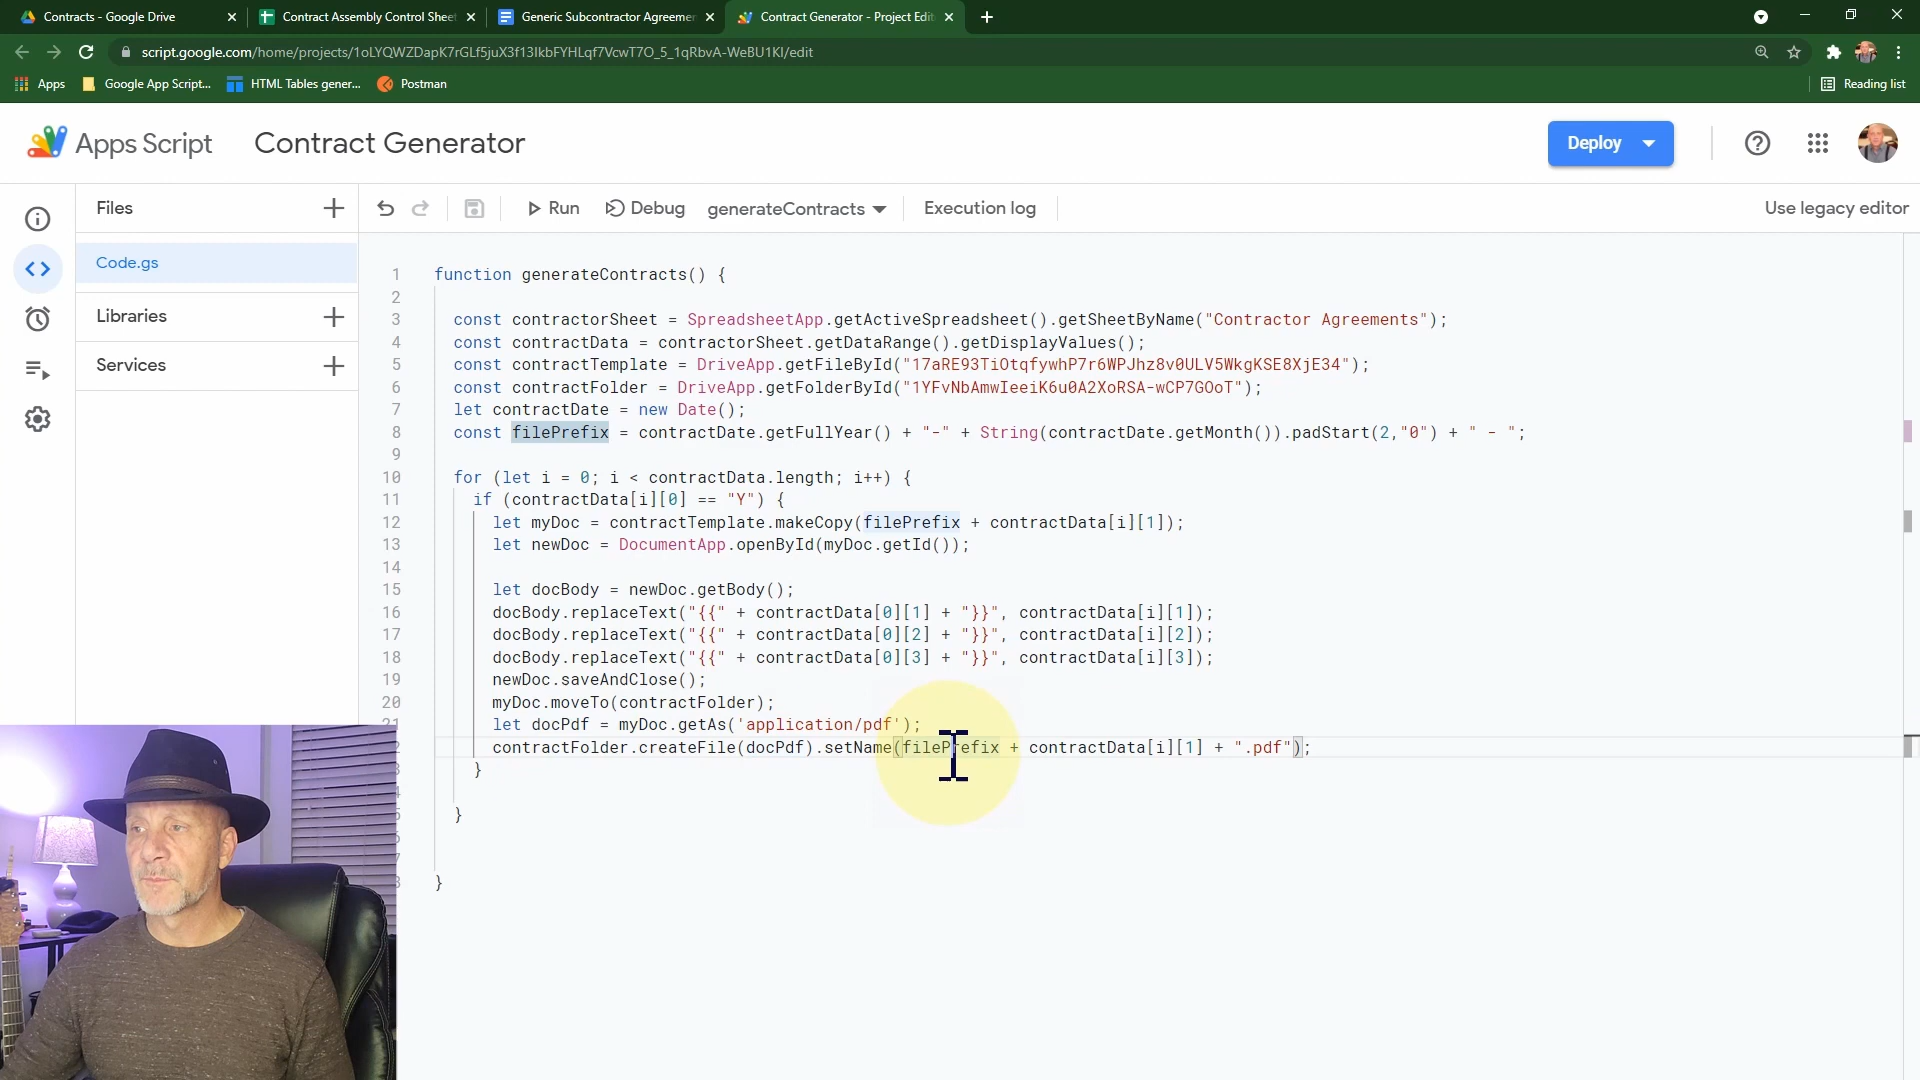 Contracts - Google Drive
Contract Assembly Control Sheet
Generic Subcontractor Agreemen
Contract Generator - Project Edit
script.google.com/home/projects/1oLYQWZDapK7rGLf5juX3f13IkbFYHLqf7VcwT7O_5_1qRbvA-WeBU1KI/edit
Apps
Google App Script...
HTML Tables gener...
Postman
Reading list
Apps Script
Contract Generator
Deploy
Files
Run
Debug
generateContracts
Execution log
Use legacy editor
Code.gs
Libraries
Services
1 function generateContracts() {
2
3 const contractorSheet = SpreadsheetApp.getActiveSpreadsheet().getSheetByName("Contractor Agreements");
4 const contractData = contractorSheet.getDataRange().getDisplayValues();
5 const contractTemplate = DriveApp.getFileById("17aRE93TiOtqfywhP7r6WPJhz8v0ULV5WkgKSE8XjE34");
6 const contractFolder = DriveApp.getFolderById("1YFvNbAmwIeeiK6u0A2XoRSA-wCP7GOoT");
7 let contractDate = new Date();
8 const filePrefix = contractDate.getFullYear() + "-" + String(contractDate.getMonth()).padStart(2,"0") + " - ";
9
10 for (let i = 0; i < contractData.length; i++) {
11 if (contractData[i][0] == "Y") {
12 let myDoc = contractTemplate.makeCopy(filePrefix + contractData[i][1]);
13 let newDoc = DocumentApp.openById(myDoc.getId());
14
15 let docBody = newDoc.getBody();
16 docBody.replaceText("{{" + contractData[0][1] + "}}", contractData[i][1]);
17 docBody.replaceText("{{" + contractData[0][2] + "}}", contractData[i][2]);
18 docBody.replaceText("{{" + contractData[0][3] + "}}", contractData[i][3]);
19 newDoc.saveAndClose();
20 myDoc.moveTo(contractFolder);
let docPdf = myDoc.getAs('application/pdf');
contractFolder.createFile(docPdf).setName(filePrefix + contractData[i][1] + ".pdf");
}
}
}